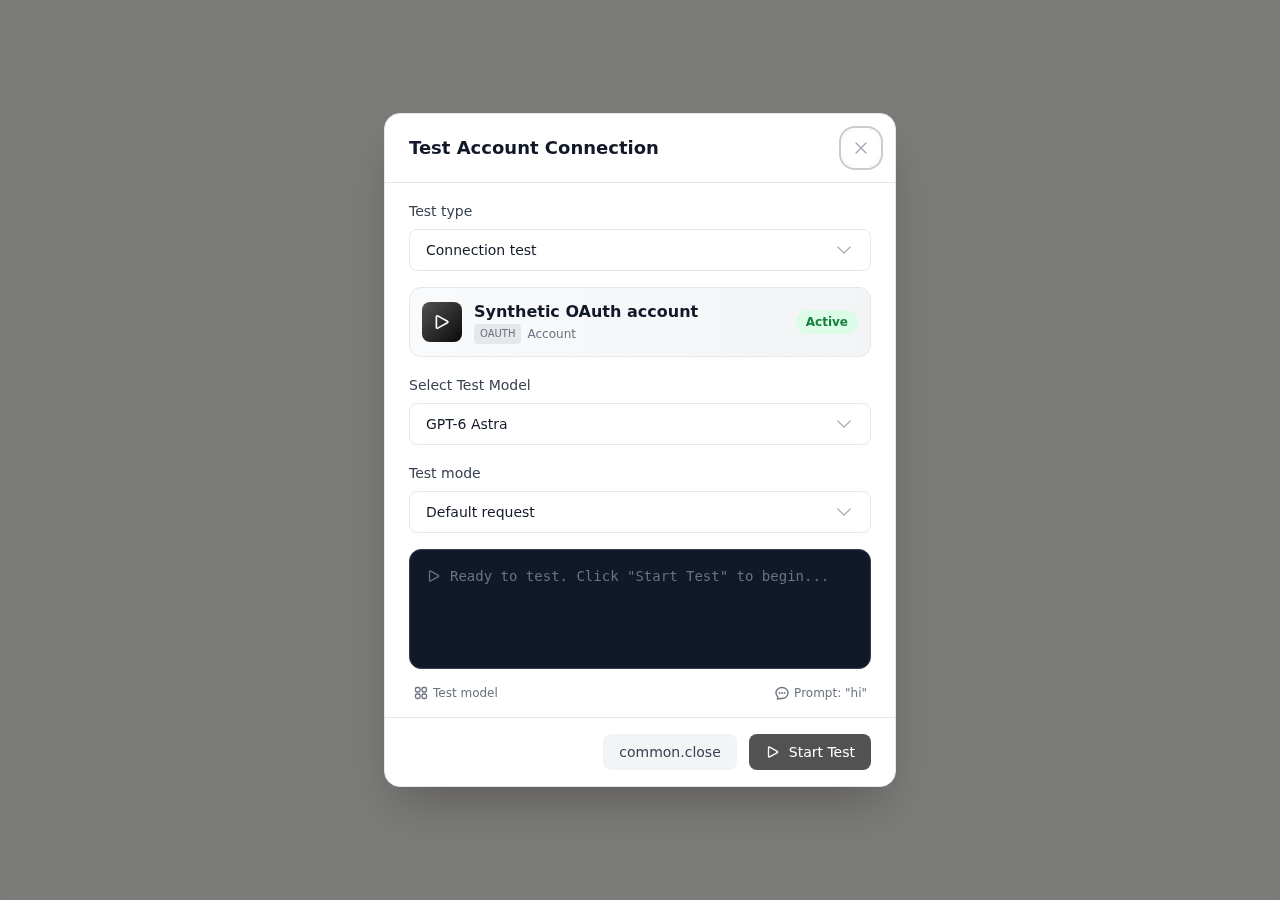 Test Account Connection
Test type
Connection test
Synthetic OAuth account
OAUTH Account
Active
Select Test Model
GPT-6 Astra
Test mode
Default request
Ready to test. Click "Start Test" to begin...
Test model
Prompt: "hi"
common.close
Start Test